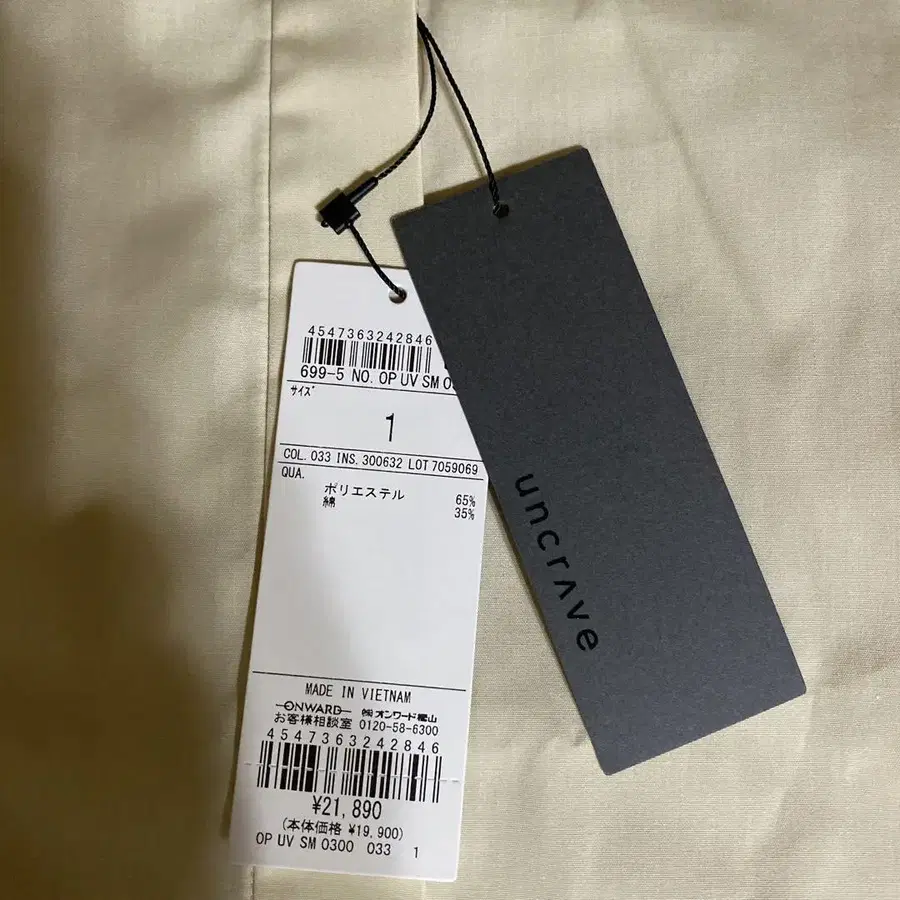 4547363242846
699-5 NO. OP UV SM 03
サイズ
1
COL. 033 INS. 300632 LOT 7059069
QUA.
ポリエステル 65%
綿 35%
MADE IN VIETNAM
ONWARD ㈱オンワード樫山
お客様相談室 0120-58-6300
4547363242846
¥21,890
(本体価格 ¥19,900)
OP UV SM 0300 033 1
uncrʌve